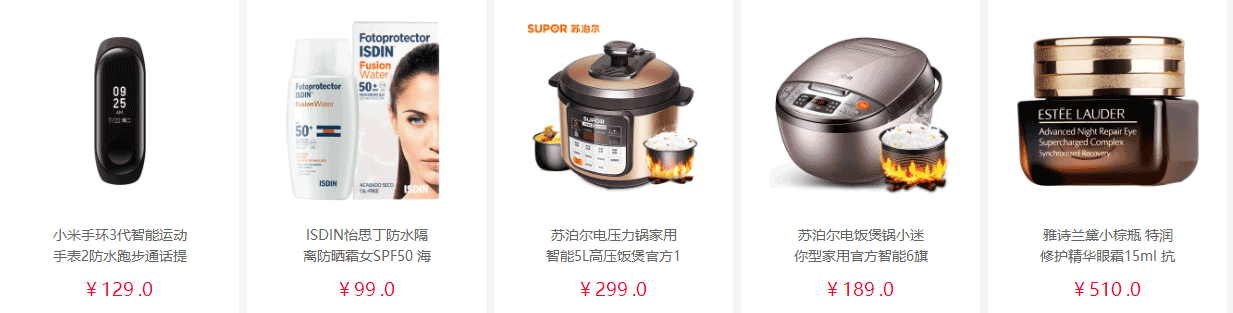 09
25
AM
Fotoprotector
ISDIN®
Fusion
Water
50+
Fotoprotector
ISDIN
FusionWater
50+
ISDIN
ACABADO SECO
OIL-FREE
ISDIN
SUPOR 苏泊尔
SUPOR
SUPOR
ESTĒE LAUDER
Advanced Night Repair Eye
Supercharged Complex
Synchronized Recovery
小米手环3代智能运动
手表2防水跑步通话提
¥129.0
ISDIN怡思丁防水隔
离防晒霜女SPF50 海
¥99.0
苏泊尔电压力锅家用
智能5L高压饭煲官方1
¥299.0
苏泊尔电饭煲锅小迷
你型家用官方智能6旗
¥189.0
雅诗兰黛小棕瓶 特润
修护精华眼霜15ml 抗
¥510.0